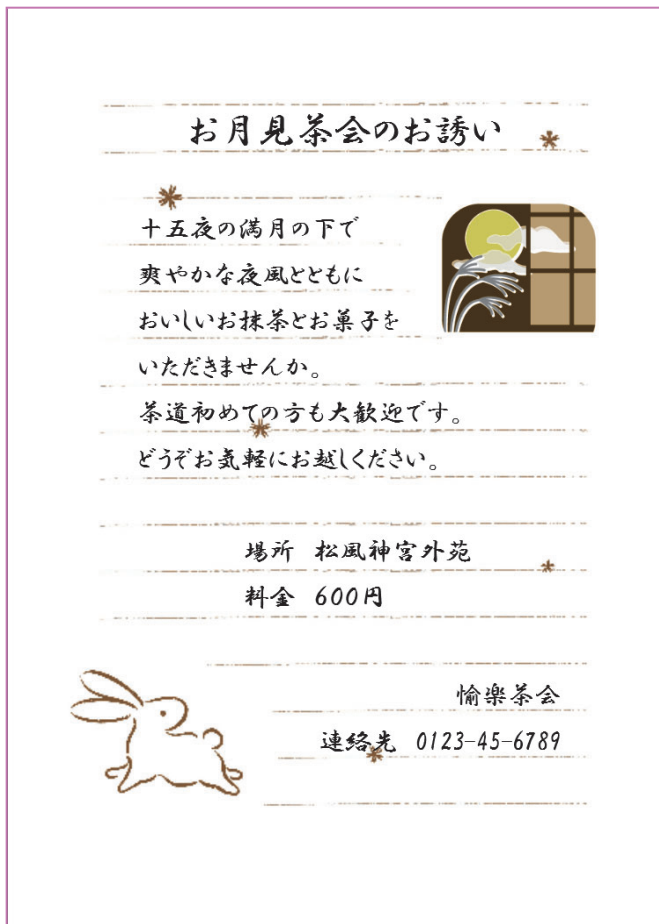 お月見茶会のお誘い
十五夜の満月の下で
爽やかな夜風とともに
おいしいお抹茶とお菓子を
いただきませんか。
茶道初めての方も大歓迎です。
どうぞお気軽にお越しください。
場所 松風神宮外苑
料金 600円
愉楽茶会
連絡先 0123-45-6789